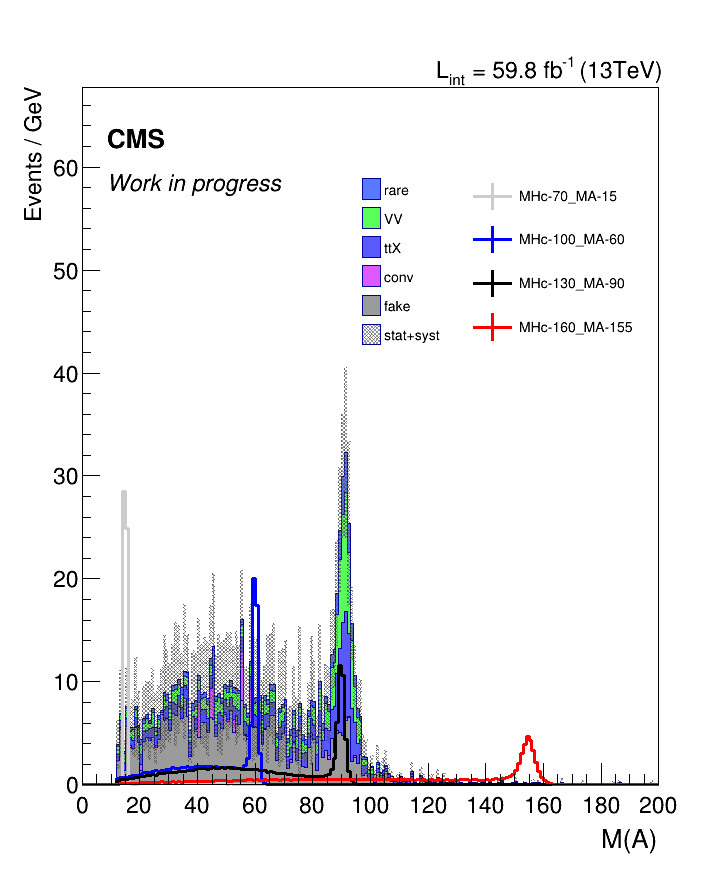 L_int = 59.8 fb^-1 (13TeV)
Events / GeV
CMS
Work in progress
rare
VV
ttX
conv
fake
stat+syst
MHc-70_MA-15
MHc-100_MA-60
MHc-130_MA-90
MHc-160_MA-155
60
50
40
30
20
10
0
0 20 40 60 80 100 120 140 160 180 200
M(A)